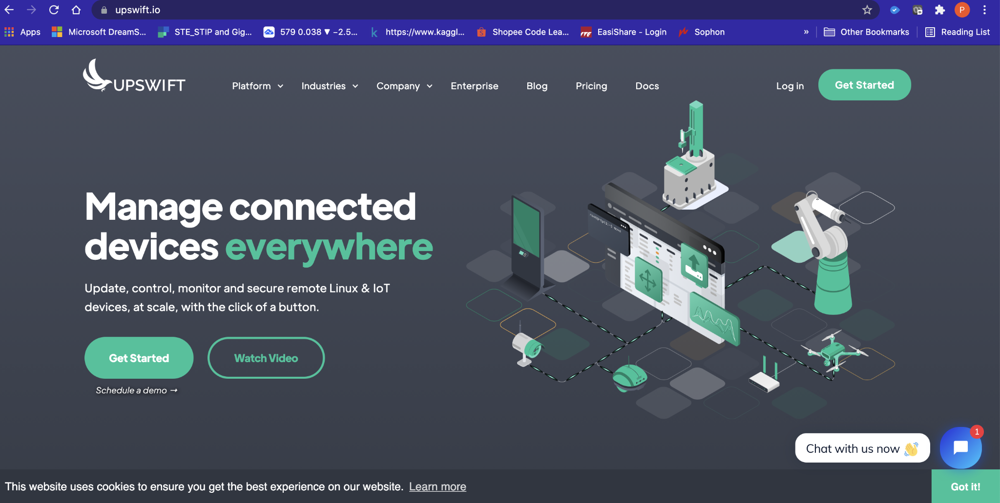 upswift.io
P
Apps
Microsoft DreamS...
STE_STIP and Gig...
579 0.038 ▼ −2.5...
k
https://www.kaggl...
Shopee Code Lea...
EasiShare - Login
Sophon
»
Other Bookmarks
Reading List
UPSWIFT
Platform
Industries
Company
Enterprise
Blog
Pricing
Docs
Log in
Get Started
Manage connected
devices everywhere
Update, control, monitor and secure remote Linux & IoT
devices, at scale, with the click of a button.
Get Started
Watch Video
Schedule a demo →
Chat with us now 👋
1
This website uses cookies to ensure you get the best experience on our website. Learn more
Got it!